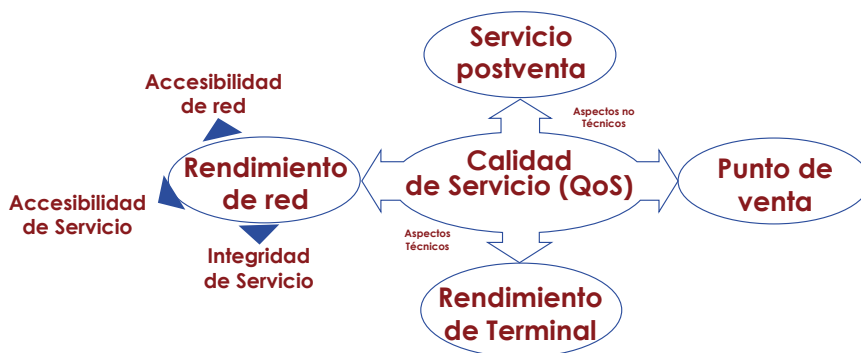 Servicio
postventa
Accesibilidad
de red
Aspectos no
Técnicos
Rendimiento
de red
Calidad
de Servicio (QoS)
Punto de
venta
Accesibilidad
de Servicio
Aspectos
Técnicos
Integridad
de Servicio
Rendimiento
de Terminal